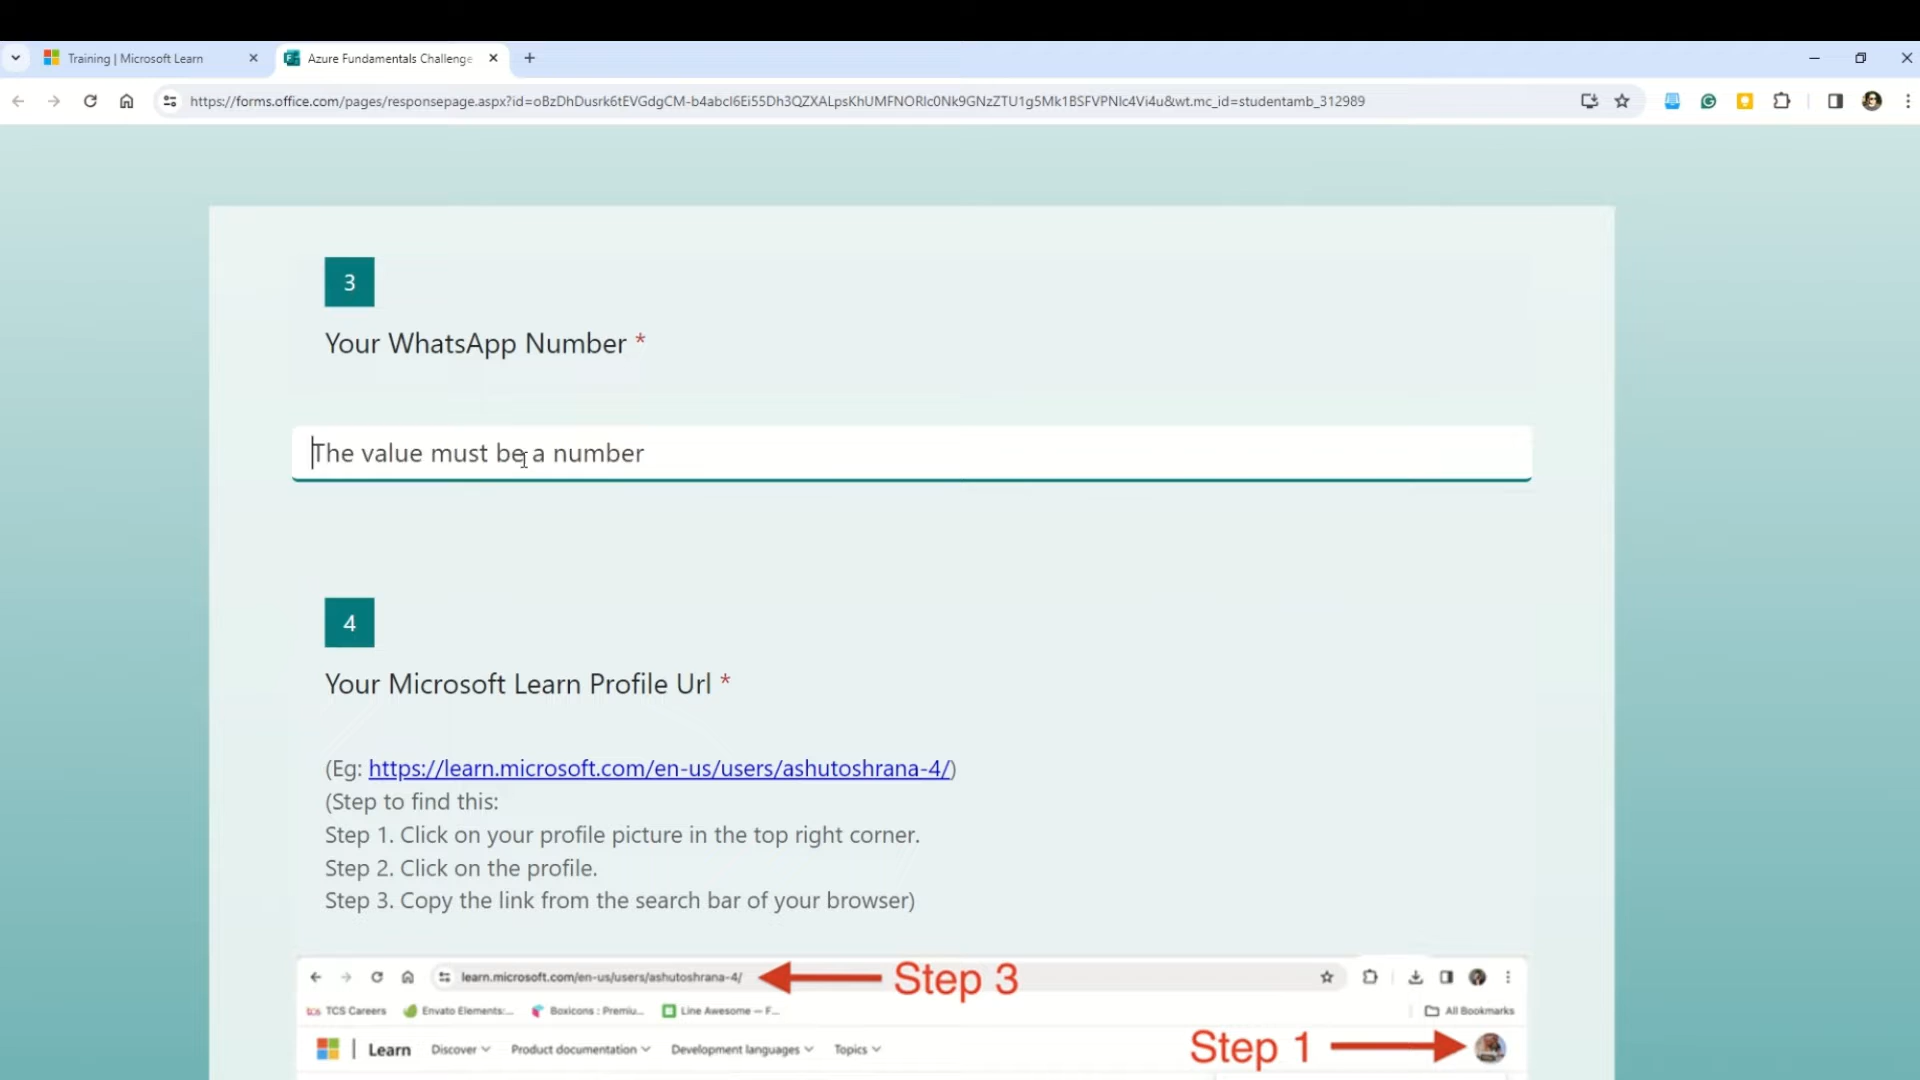 Training | Microsoft Learn
Azure Fundamentals Challenge
https://forms.office.com/pages/responsepage.aspx?id=oBzDhDusrk6tEVGdgCM-b4abcI6Ei55Dh3QZXALpsKhUMFNORlc0Nk9GNzZTU1g5Mk1BSFVPNlc4Vi4u&wt.mc_id=studentamb_312989
3
Your WhatsApp Number *
The value must be a number
4
Your Microsoft Learn Profile Url *
(Eg: https://learn.microsoft.com/en-us/users/ashutoshrana-4/)
(Step to find this:
Step 1. Click on your profile picture in the top right corner.
Step 2. Click on the profile.
Step 3. Copy the link from the search bar of your browser)
learn.microsoft.com/en-us/users/ashutoshrana-4/ Step 3
tcs TCS Careers Envato Elements:... Boxicons : Premiu... Line Awesome — F... All Bookmarks
Learn Discover Product documentation Development languages Topics Step 1